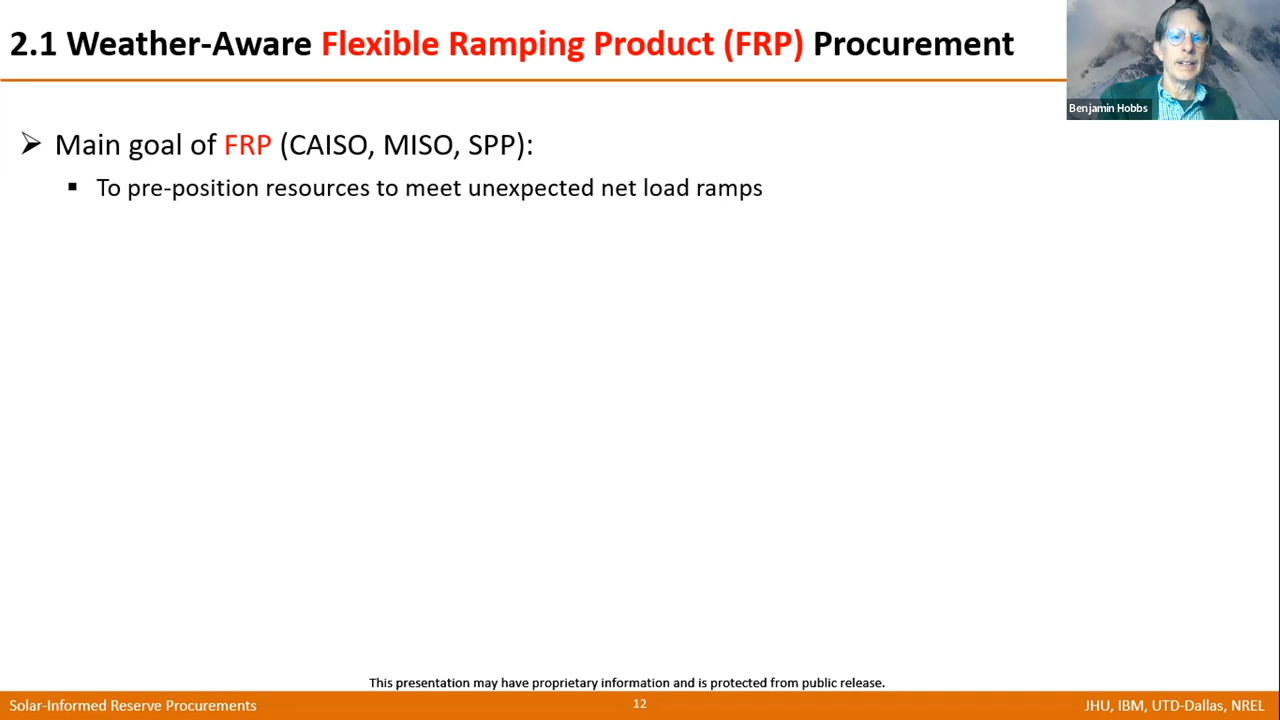 2.1 Weather-Aware Flexible Ramping Product (FRP) Procurement
Benjamin Hobbs
➢ Main goal of FRP (CAISO, MISO, SPP):
▪ To pre-position resources to meet unexpected net load ramps
This presentation may have proprietary information and is protected from public release.
Solar-Informed Reserve Procurements
12
JHU, IBM, UTD-Dallas, NREL